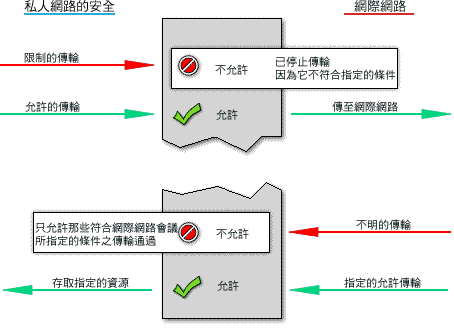 私人網路的安全
網際網路
限制的傳輸
不允許
已停止傳輸
因為它不符合指定的條件
允許的傳輸
允許
傳至網際網路
只允許那些符合網際網路會議
所指定的條件之傳輸通過
不允許
不明的傳輸
存取指定的資源
允許
指定的允許傳輸